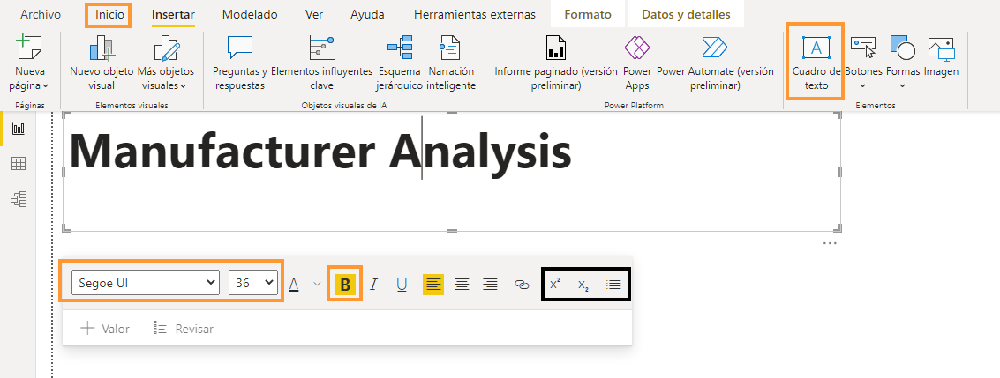 Archivo Inicio Insertar Modelado Ver Ayuda Herramientas externas Formato Datos y detalles
Nueva página
Nuevo objeto visual
Más objetos visuales
Preguntas y respuestas
Elementos influyentes clave
Esquema jerárquico
Narración inteligente
Informe paginado (versión preliminar)
Power Apps
Power Automate (versión preliminar)
Cuadro de texto
Botones
Formas
Imagen
Páginas Elementos visuales Objetos visuales de IA Power Platform Elementos
Manufacturer Analysis
...
Segoe UI 36 A B I U X² X₂
Valor Revisar